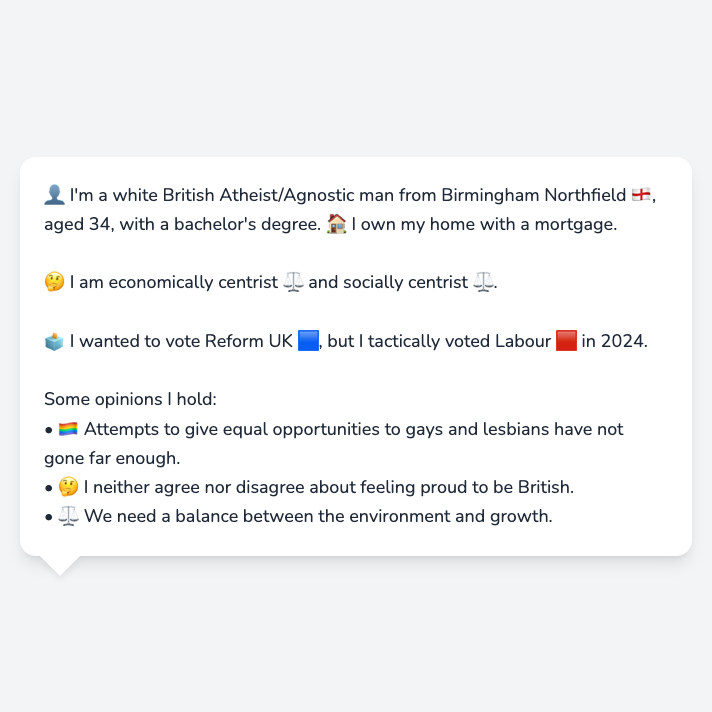 👤 I'm a white British Atheist/Agnostic man from Birmingham Northfield 🏴󠁧󠁢󠁥󠁮󠁧󠁿,
aged 34, with a bachelor's degree. 🏠 I own my home with a mortgage.
🤔 I am economically centrist ⚖️ and socially centrist ⚖️.
🗳️ I wanted to vote Reform UK 🟦, but I tactically voted Labour 🟥 in 2024.
Some opinions I hold:
• 🏳️‍🌈 Attempts to give equal opportunities to gays and lesbians have not
gone far enough.
• 🤔 I neither agree nor disagree about feeling proud to be British.
• ⚖️ We need a balance between the environment and growth.